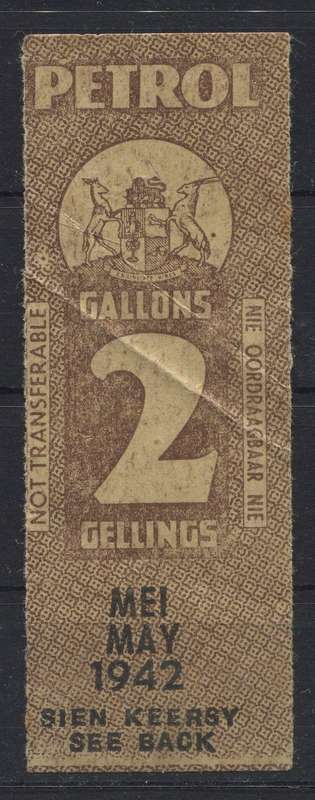 PETROL
GALLONS
NOT TRANSFERABLE
2
NIE OORDRAAGBAAR NIE
GELLINGS
MEI
MAY
1942
SIEN KEERSY
SEE BACK